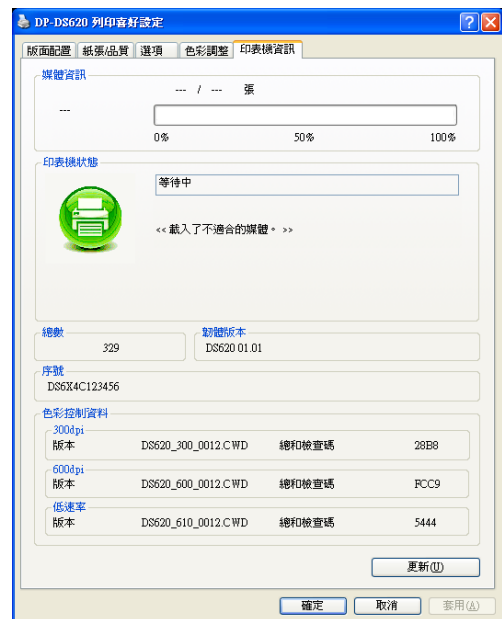 DP-DS620 列印喜好設定
版面配置 紙張/品質 選項 色彩調整 印表機資訊
媒體資訊
--- / --- 張
---
0% 50% 100%
印表機狀態
等待中
<< 載入了不適合的媒體。 >>
總數 韌體版本
329 DS620 01.01
序號
DS6X4C123456
色彩控制資料
300dpi
版本 DS620_300_0012.CWD 總和檢查碼 28B8
600dpi
版本 DS620_600_0012.CWD 總和檢查碼 FCC9
低速率
版本 DS620_610_0012.CWD 總和檢查碼 5444
更新(U)
確定 取消 套用(A)